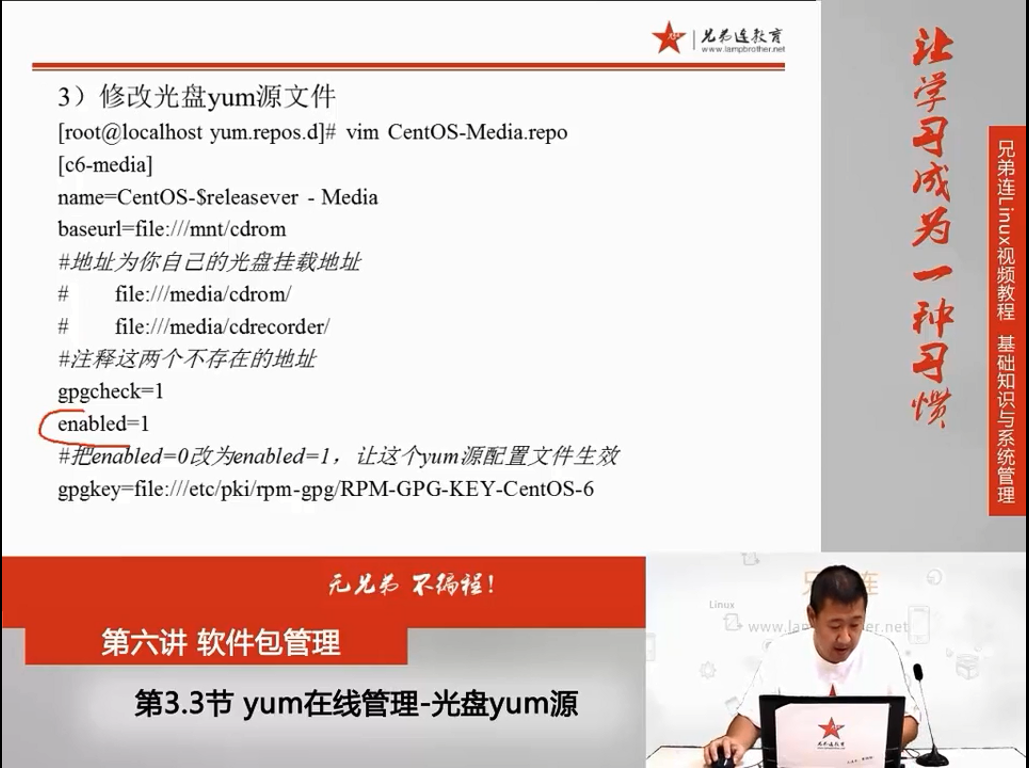 兄弟连教育
www.lampbrother.net
3）修改光盘yum源文件
[root@localhost yum.repos.d]# vim CentOS-Media.repo
[c6-media]
name=CentOS-$releasever - Media
baseurl=file:///mnt/cdrom
#地址为你自己的光盘挂载地址
# file:///media/cdrom/
# file:///media/cdrecorder/
#注释这两个不存在的地址
gpgcheck=1
enabled=1
#把enabled=0改为enabled=1，让这个yum源配置文件生效
gpgkey=file:///etc/pki/rpm-gpg/RPM-GPG-KEY-CentOS-6
让学习成为一种习惯
兄弟连Linux视频教程 基础知识与系统管理
无兄弟 不编程！
第六讲 软件包管理
第3.3节 yum在线管理-光盘yum源
Linux
兄弟连教育